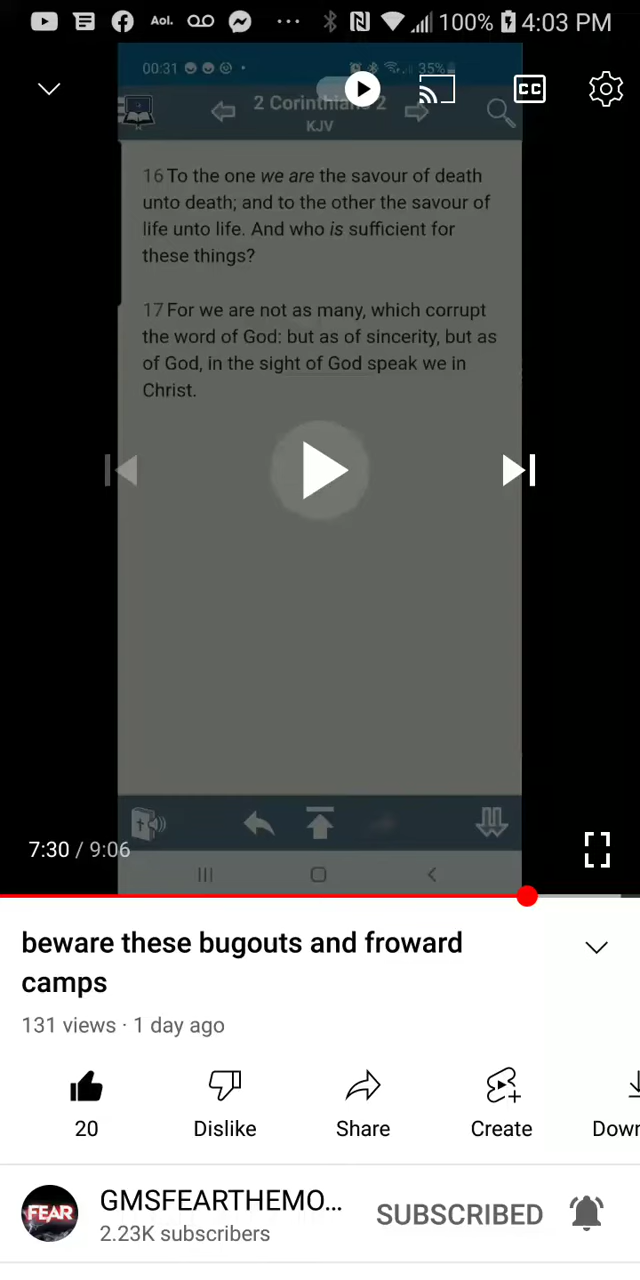 Aol. 100% 4:03 PM
00:31 35%
2 Corinthians 2
KJV
16 To the one we are the savour of death
unto death; and to the other the savour of
life unto life. And who is sufficient for
these things?
17 For we are not as many, which corrupt
the word of God: but as of sincerity, but as
of God, in the sight of God speak we in
Christ.
7:30 / 9:06
beware these bugouts and froward
camps
131 views · 1 day ago
20 Dislike Share Create Down
FEAR
GMSFEARTHEMO...
SUBSCRIBED
2.23K subscribers